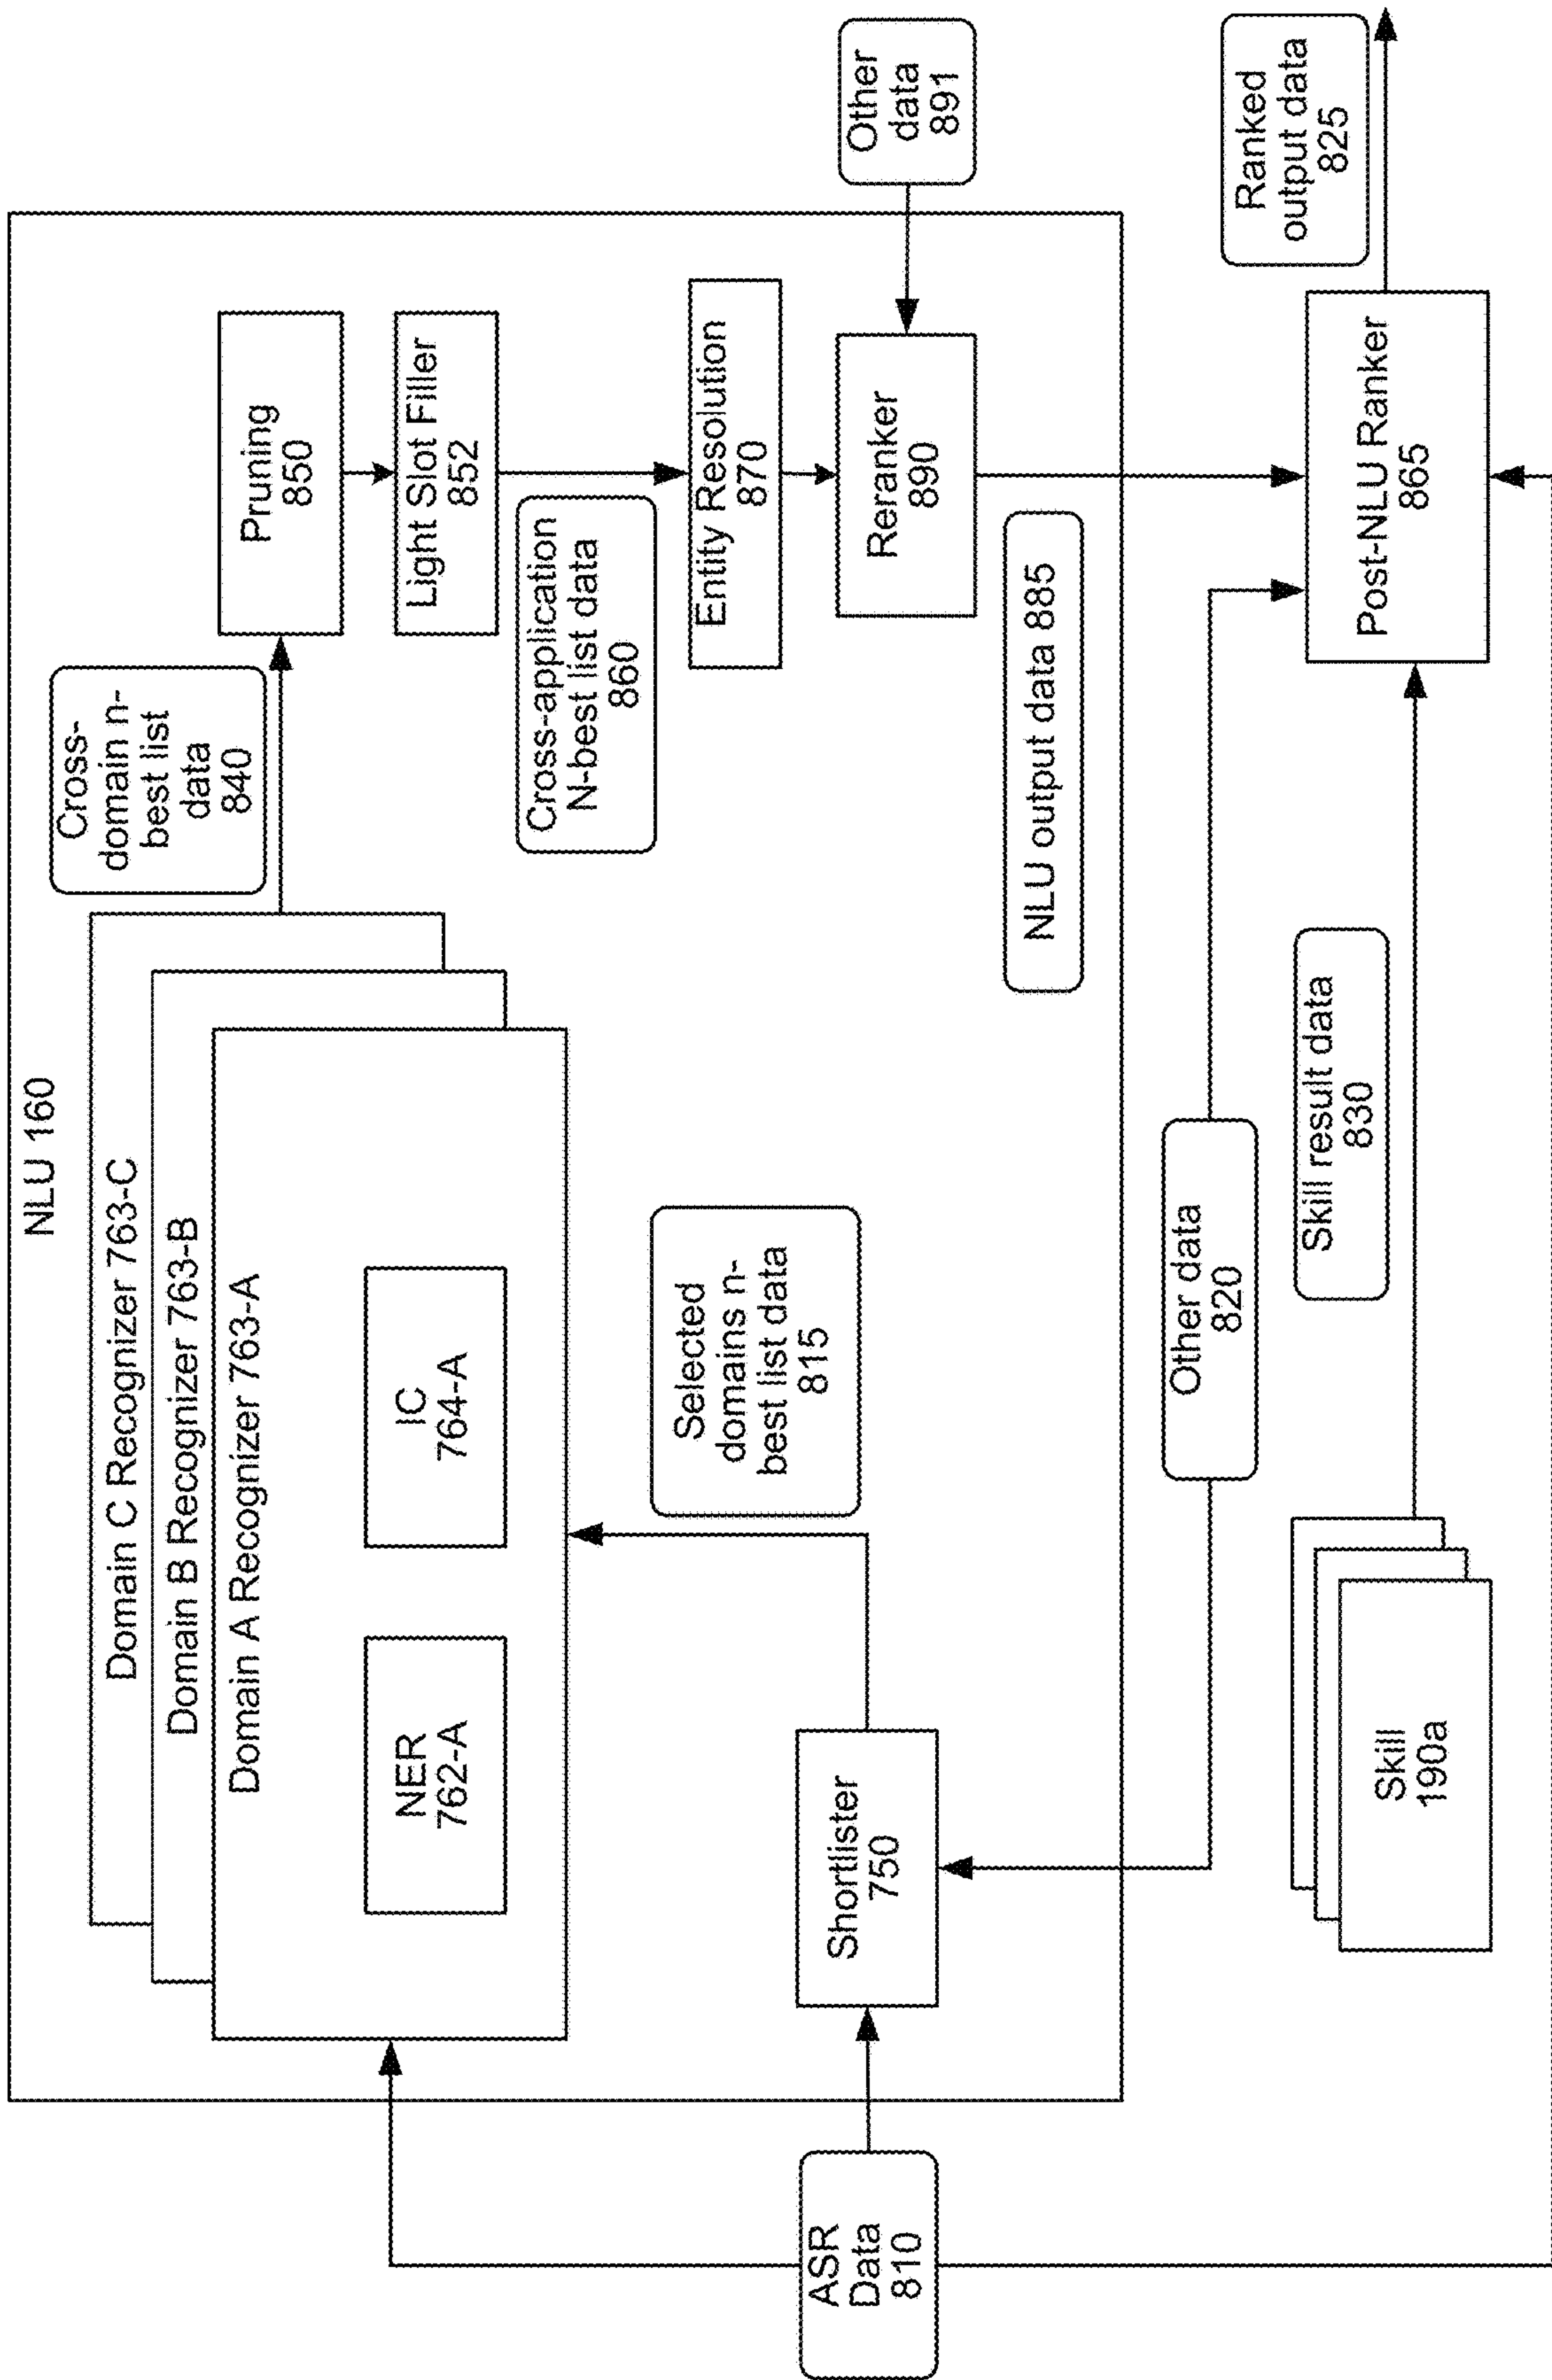 NLU 160
Domain C Recognizer 763-C
Domain B Recognizer 763-B
Domain A Recognizer 763-A
NER
762-A
IC
764-A
Cross-
domain n-
best list
data
840
Pruning
850
Light Slot Filler
852
Cross-application
N-best list data
860
Entity Resolution
870
Reranker
890
Other
data
891
Selected
domains n-
best list data
815
Shortlister
750
ASR
Data
810
NLU output data 885
Other data
820
Skill result data
830
Skill
190a
Post-NLU Ranker
865
Ranked
output data
825